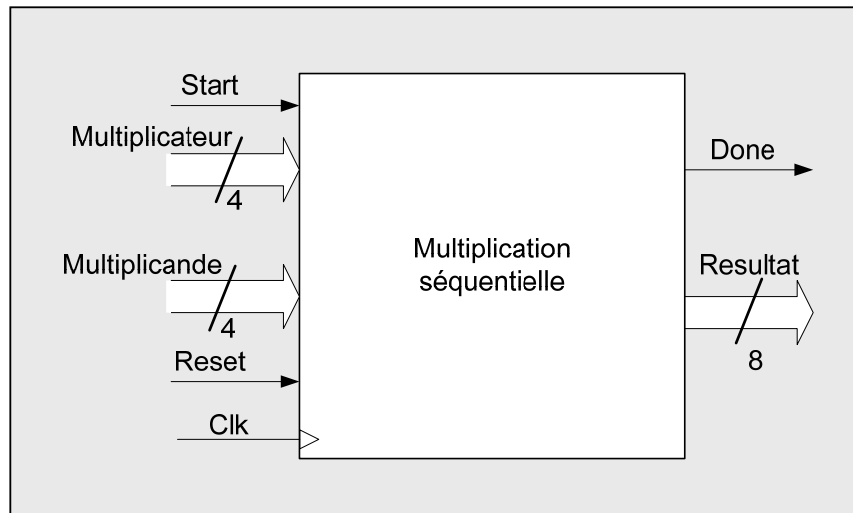 Start
Multiplicateur
4
Multiplicande
4
Reset
Clk
Multiplication
séquentielle
Done
Resultat
8